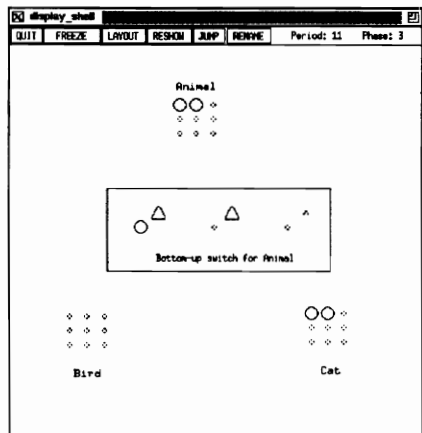 display_shell
QUIT FREEZE LAYOUT RESHOW JUMP RENAME Period: 11 Phase: 3
Animal
Bottom-up switch for Animal
Bird
Cat